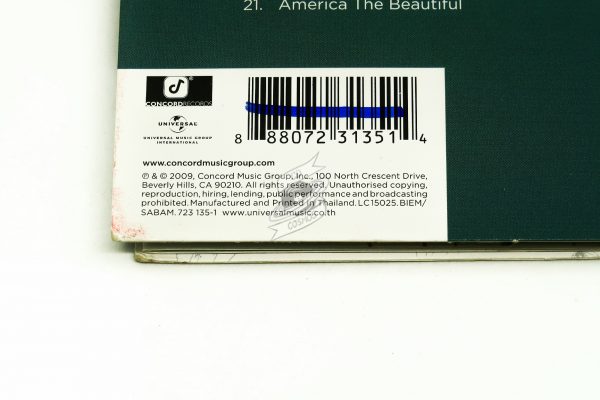 21. America The Beautiful
CONCORD RECORDS
UNIVERSAL
UNIVERSAL MUSIC GROUP
INTERNATIONAL
8 88072 31351 4
www.concordmusicgroup.com
℗ & © 2009, Concord Music Group, Inc., 100 North Crescent Drive,
Beverly Hills, CA 90210. All rights reserved. Unauthorised copying,
reproduction, hiring, lending, public performance and broadcasting
prohibited. Manufactured and Printed in Thailand. LC15025. BIEM/
SABAM. 723 135-1 www.universalmusic.co.th
COSMOS